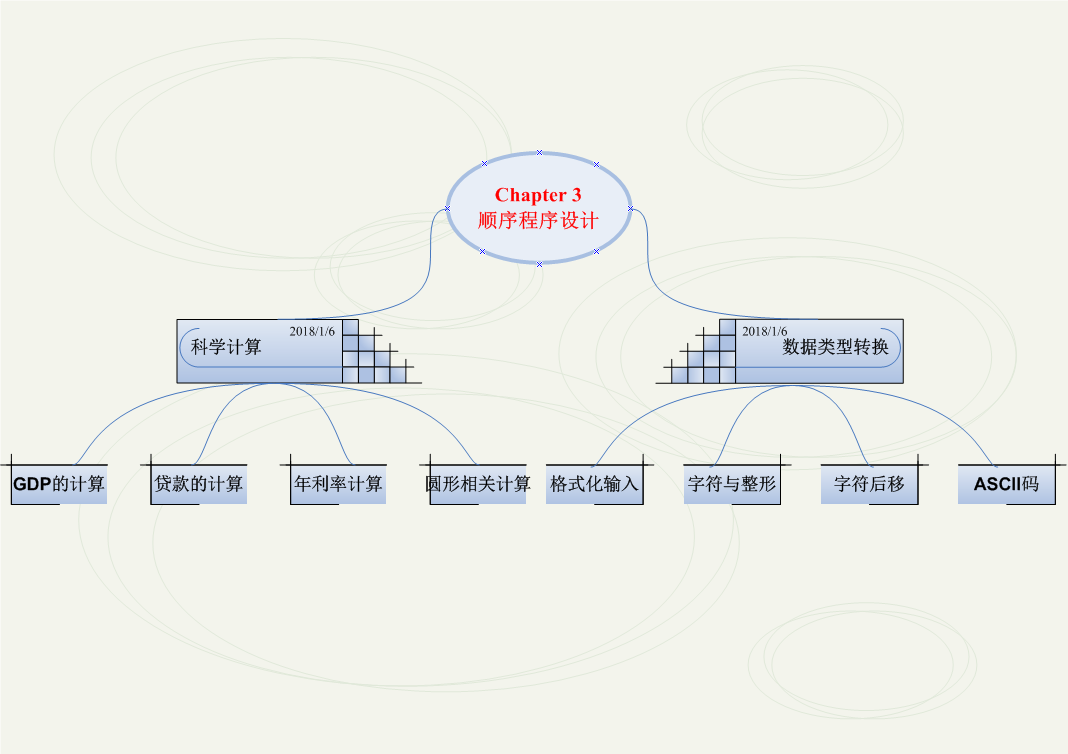 Chapter 3
顺序程序设计
2018/1/6
科学计算
2018/1/6
数据类型转换
GDP的计算
贷款的计算
年利率计算
圆形相关计算
格式化输入
字符与整形
字符后移
ASCII码